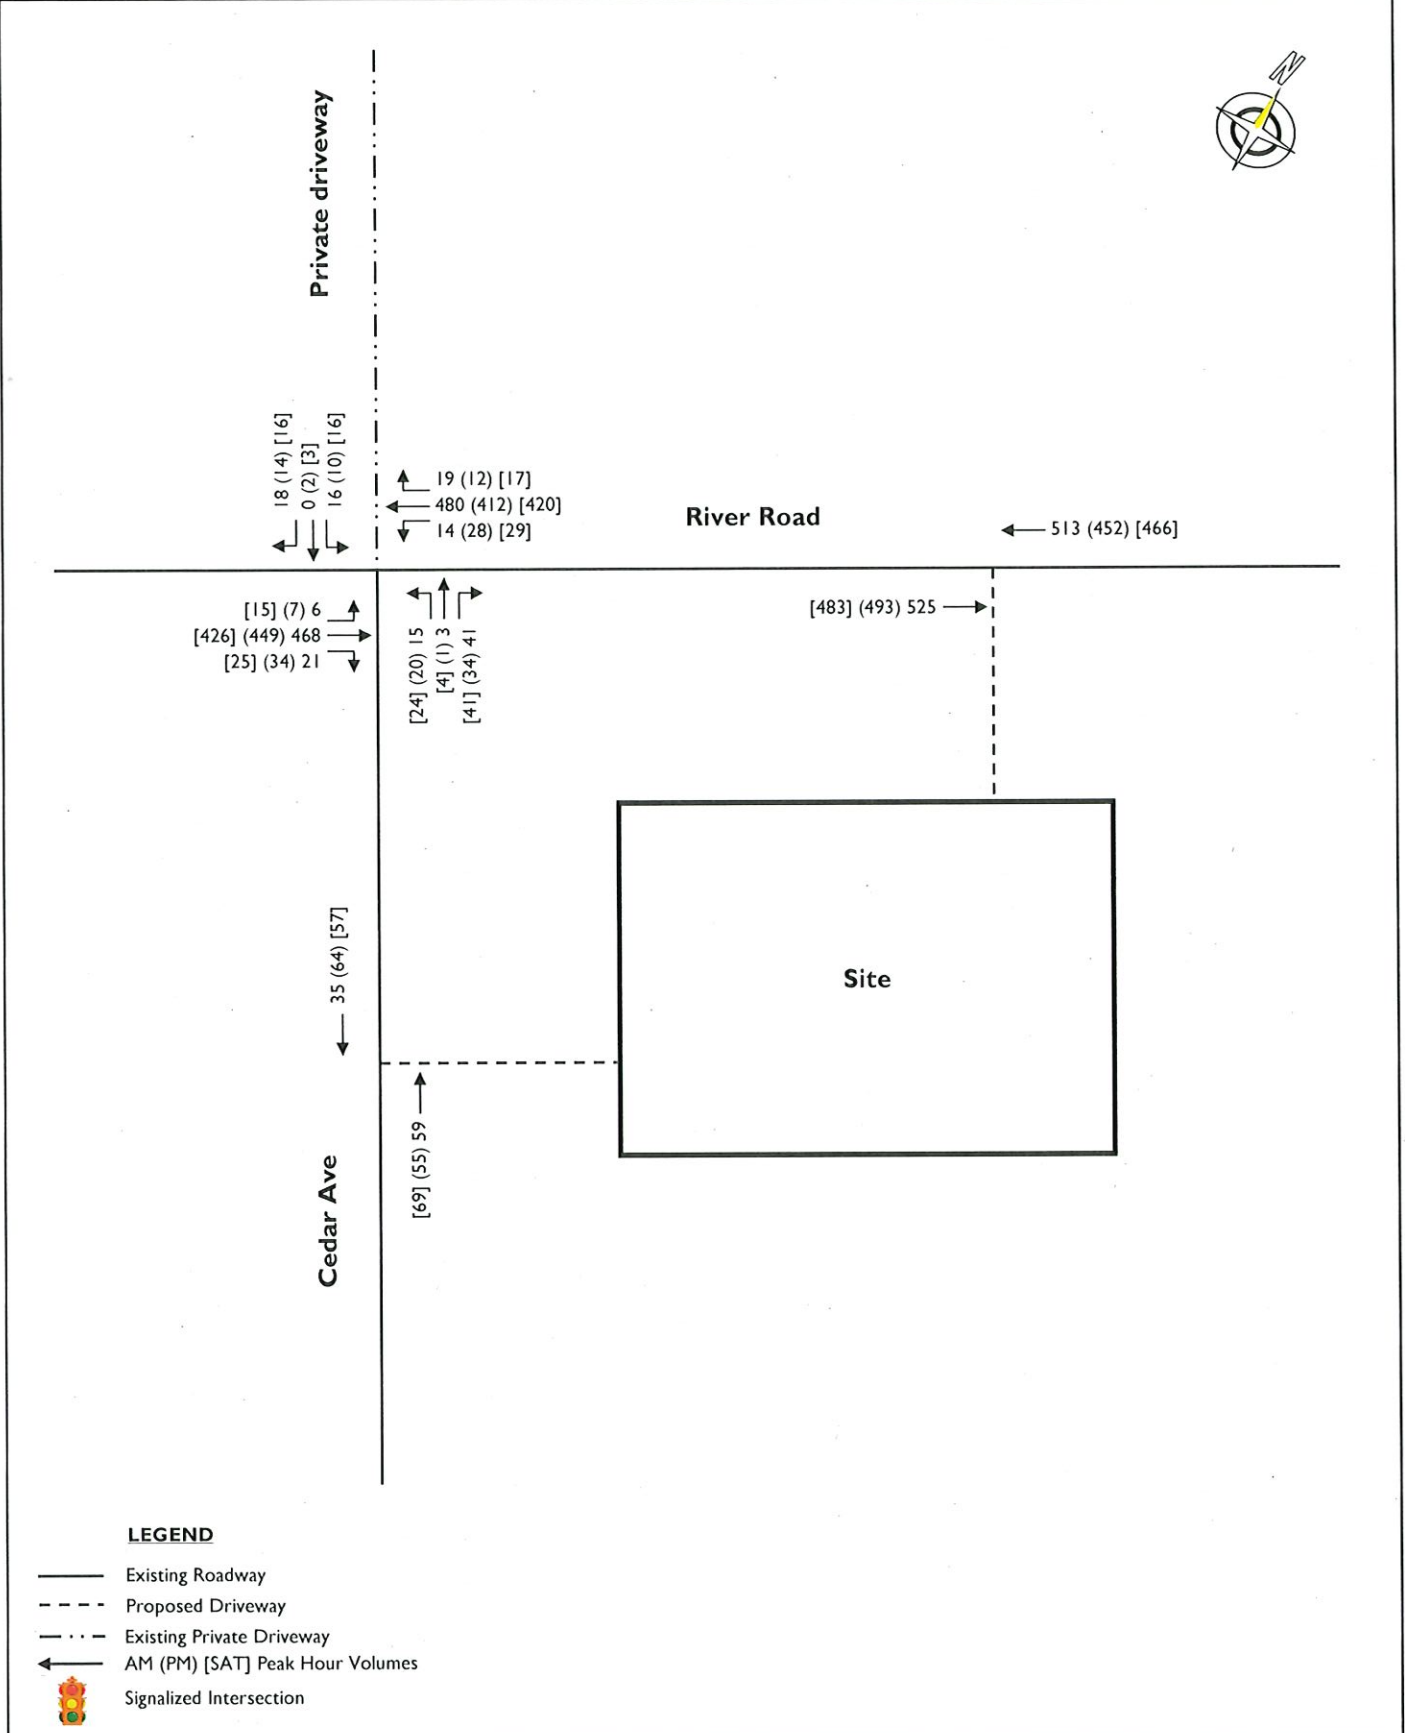 N
Private driveway
18 (14) [16]
0 (2) [3]
16 (10) [16]
19 (12) [17]
480 (412) [420]
14 (28) [29]
River Road
513 (452) [466]
[15] (7) 6
[426] (449) 468
[25] (34) 21
[24] (20) 15
[4] (1) 3
[41] (34) 41
[483] (493) 525
35 (64) [57]
Site
[69] (55) 59
Cedar Ave
LEGEND
Existing Roadway
Proposed Driveway
Existing Private Driveway
AM (PM) [SAT] Peak Hour Volumes
Signalized Intersection